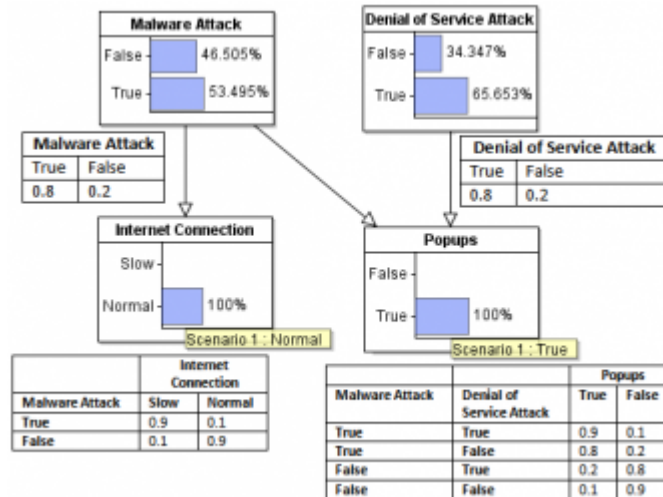 Malware Attack
False 46.505%
True 53.495%
Denial of Service Attack
False 34.347%
True 65.653%
Malware Attack
True False
0.8 0.2
Denial of Service Attack
True False
0.8 0.2
Internet Connection
Slow
Normal 100%
Scenario 1 : Normal
Popups
False
True 100%
Scenario 1 : True
Internet
Connection
Malware Attack Slow Normal
True 0.9 0.1
False 0.1 0.9
Popups
Malware Attack Denial of True False
Service Attack
True True 0.9 0.1
True False 0.8 0.2
False True 0.2 0.8
False False 0.1 0.9